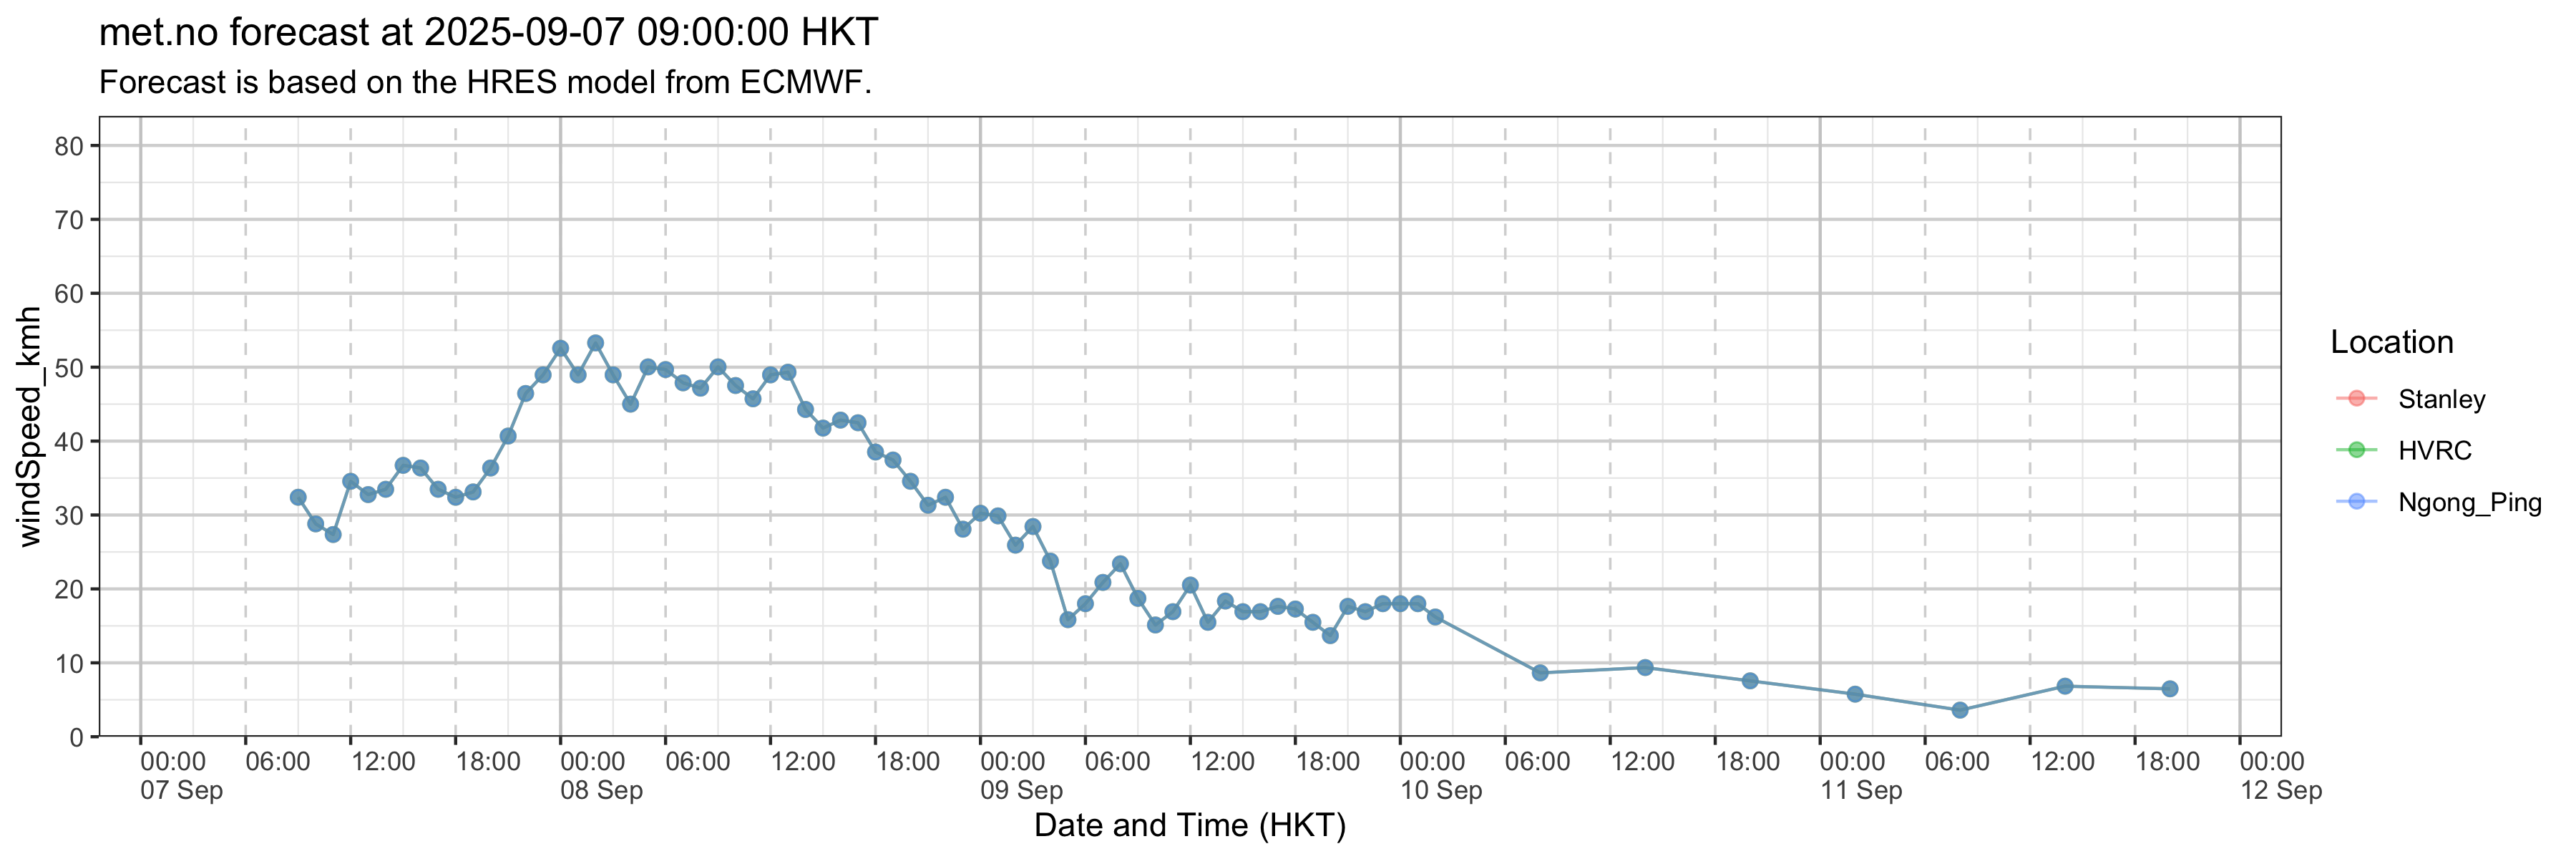 met.no forecast at 2025-09-07 09:00:00 HKT
Forecast is based on the HRES model from ECMWF.
windSpeed_kmh
80
70
60
50
40
30
20
10
0
00:00 06:00 12:00 18:00 00:00 06:00 12:00 18:00 00:00 06:00 12:00 18:00 00:00 06:00 12:00 18:00 00:00 06:00 12:00 18:00 00:00
07 Sep 08 Sep 09 Sep 10 Sep 11 Sep 12 Sep
Date and Time (HKT)
Location
Stanley
HVRC
Ngong_Ping